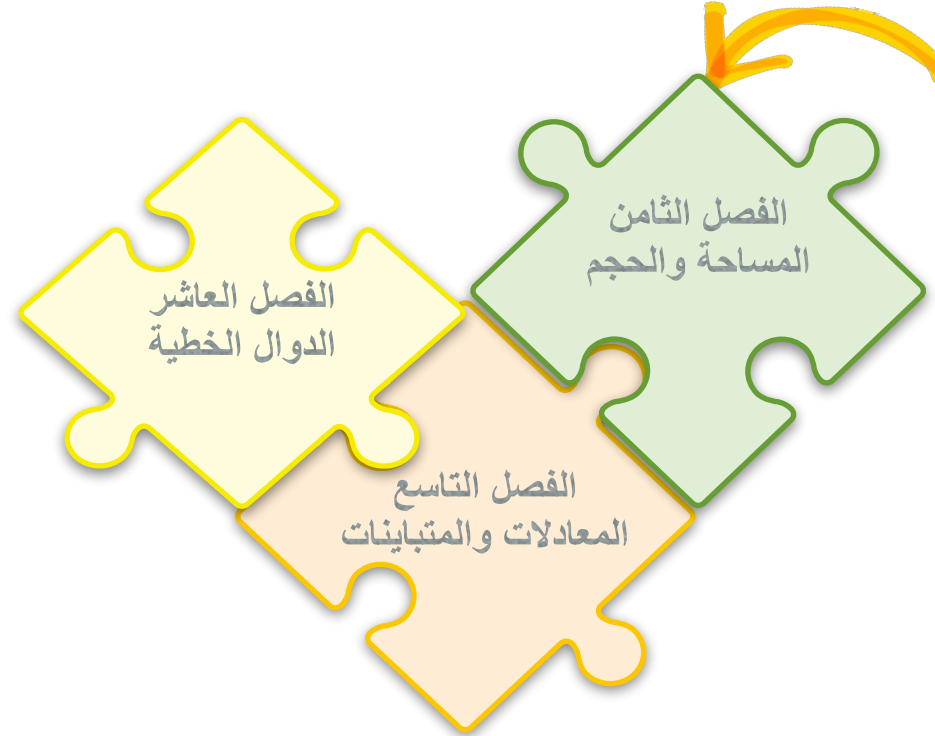 الفصل الثامن
المساحة والحجم
الفصل العاشر
الدوال الخطية
الفصل التاسع
المعادلات والمتباينات